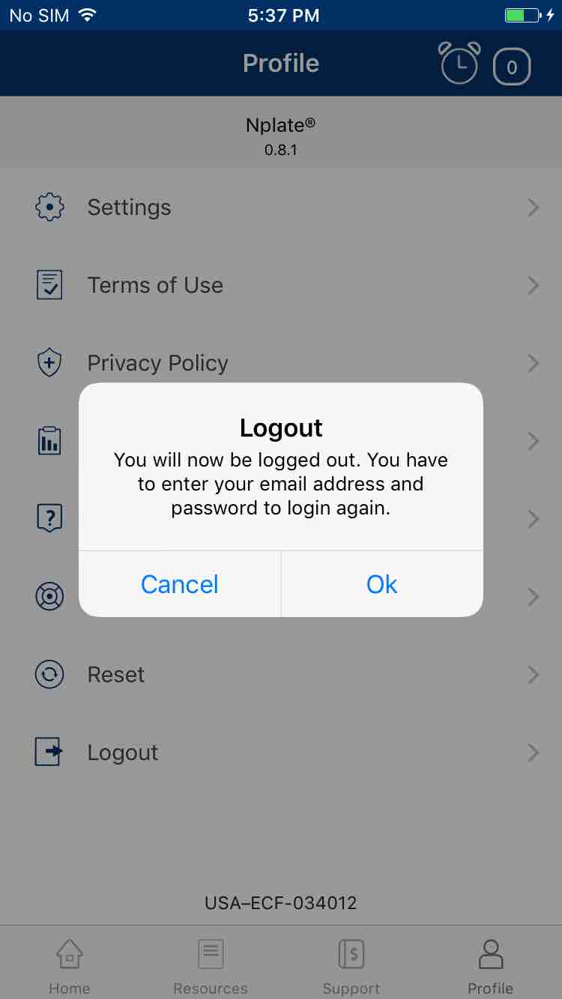 No SIM 5:37 PM
Profile 0
Nplate®
0.8.1
Settings
Terms of Use
Privacy Policy
Logout
You will now be logged out. You have
to enter your email address and
password to login again.
Cancel Ok
?
Reset
Logout
USA–ECF-034012
$
Home Resources Support Profile